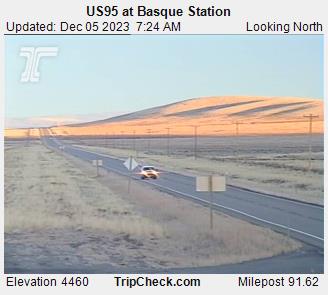 US95 at Basque Station
Updated: Dec 05 2023 7:24 AM Looking North
Elevation 4460 TripCheck.com Milepost 91.62